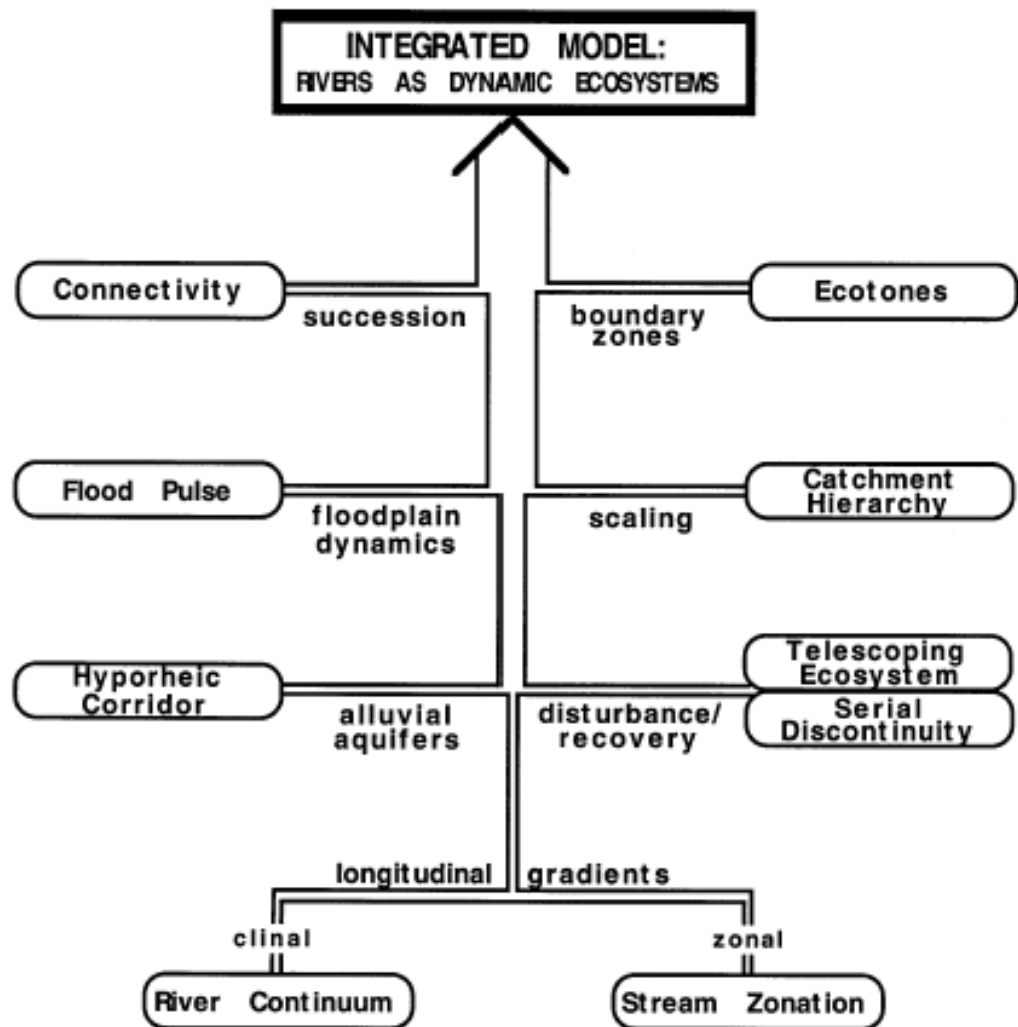 INTEGRATED MODEL:
RIVERS AS DYNAMIC ECOSYSTEMS
Connectivity
succession
Ecotones
boundary
zones
Flood Pulse
floodplain
dynamics
Catchment
Hierarchy
scaling
Hyporheic
Corridor
alluvial
aquifers
Telescoping
Ecosystem
Serial
Discontinuity
disturbance/
recovery
longitudinal gradients
clinal
zonal
River Continuum
Stream Zonation